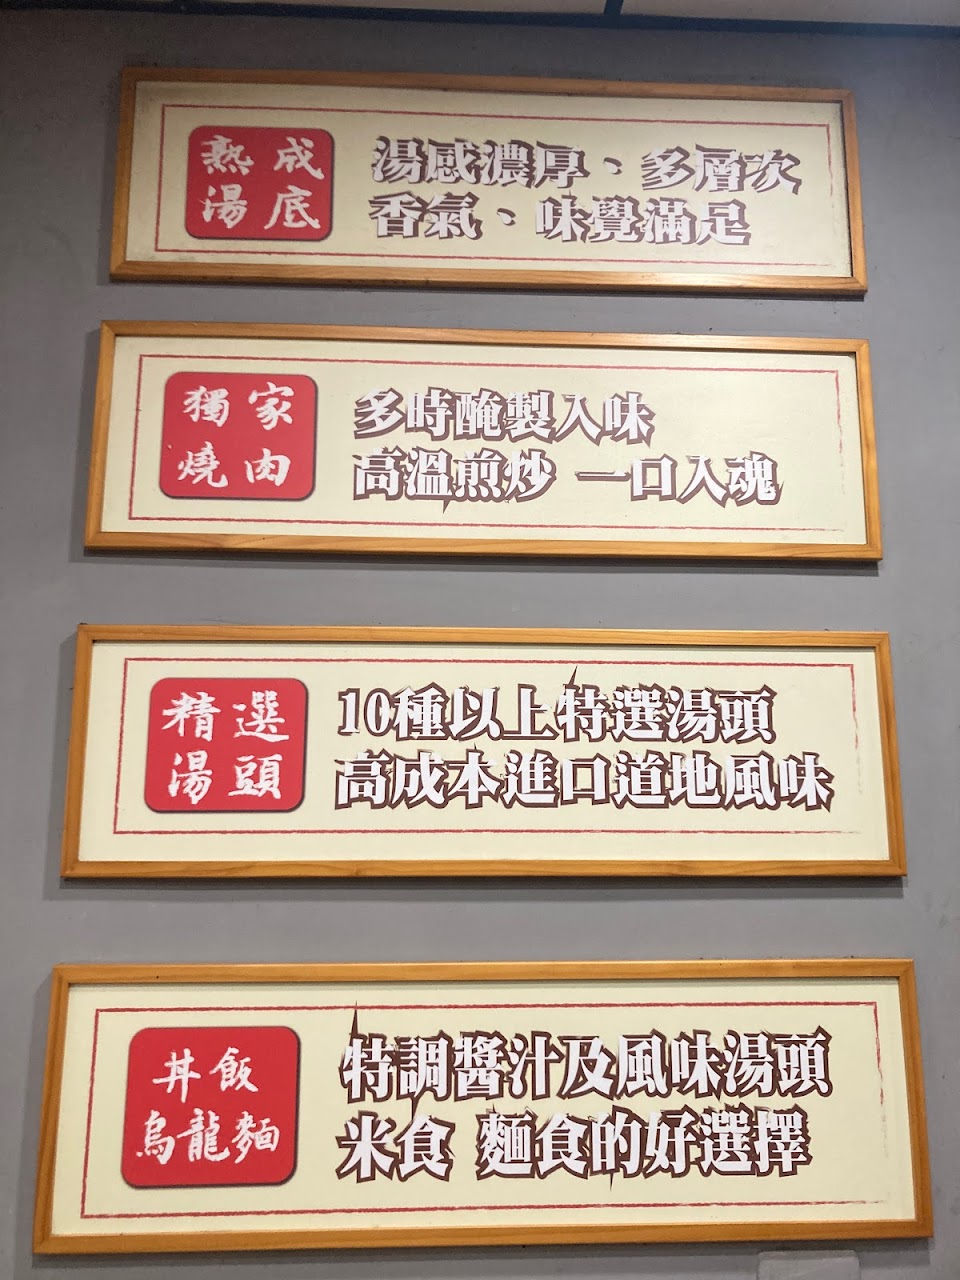 熟成
湯底
湯感濃厚、多層次
香氣、味覺滿足
獨家
燒肉
多時醃製入味
高溫煎炒 一口入魂
精選
湯頭
10種以上特選湯頭
高成本進口道地風味
丼飯
烏龍麵
特調醬汁及風味湯頭
米食 麵食的好選擇